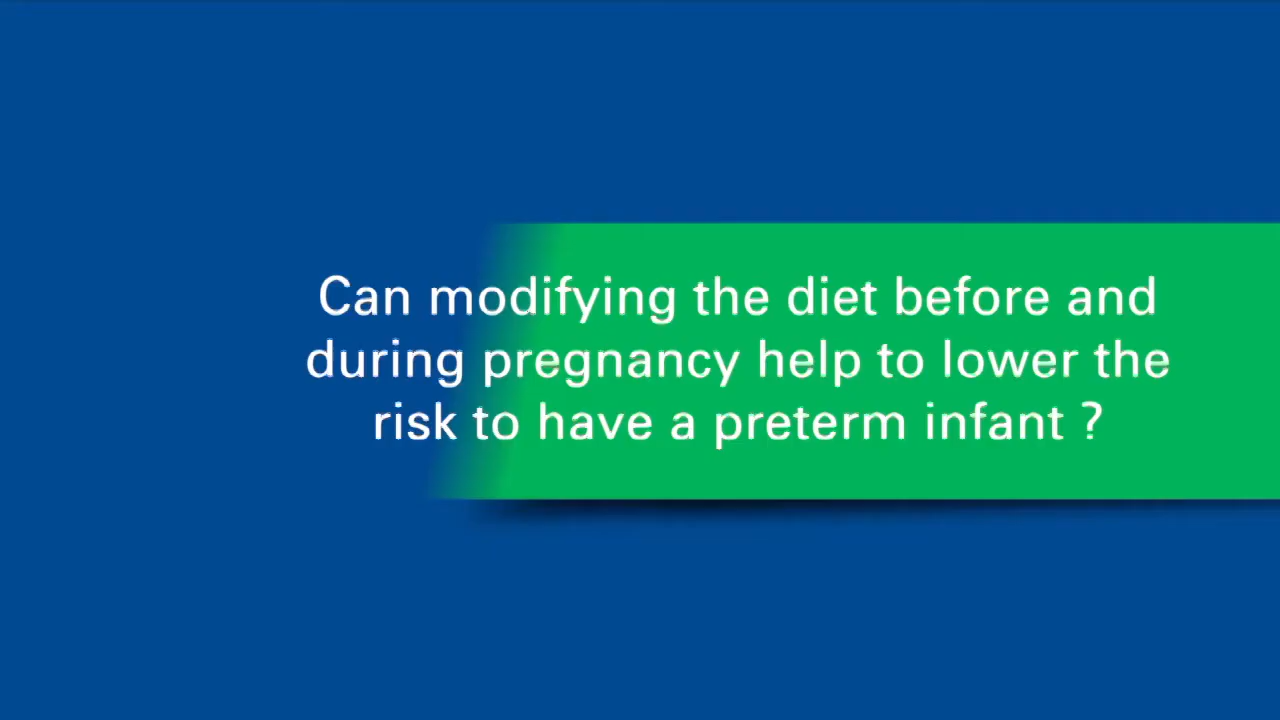 Can modifying the diet before and
during pregnancy help to lower the
risk to have a preterm infant ?